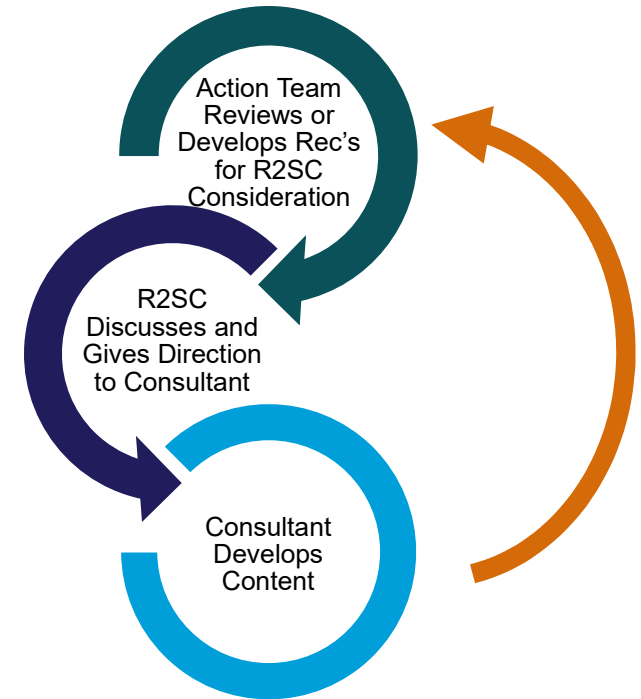 Action Team
Reviews or
Develops Rec's
for R2SC
Consideration
R2SC
Discusses and
Gives Direction
to Consultant
Consultant
Develops
Content